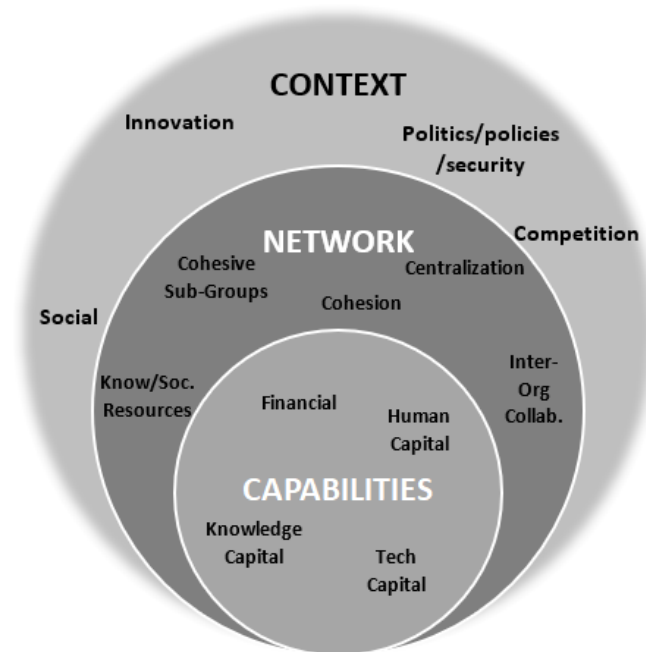 CONTEXT
Innovation
Politics/policies
/security
Competition
Social
NETWORK
Cohesive
Sub-Groups
Centralization
Cohesion
Know/Soc.
Resources
Inter-
Org
Collab.
Financial
Human
Capital
CAPABILITIES
Knowledge
Capital
Tech
Capital